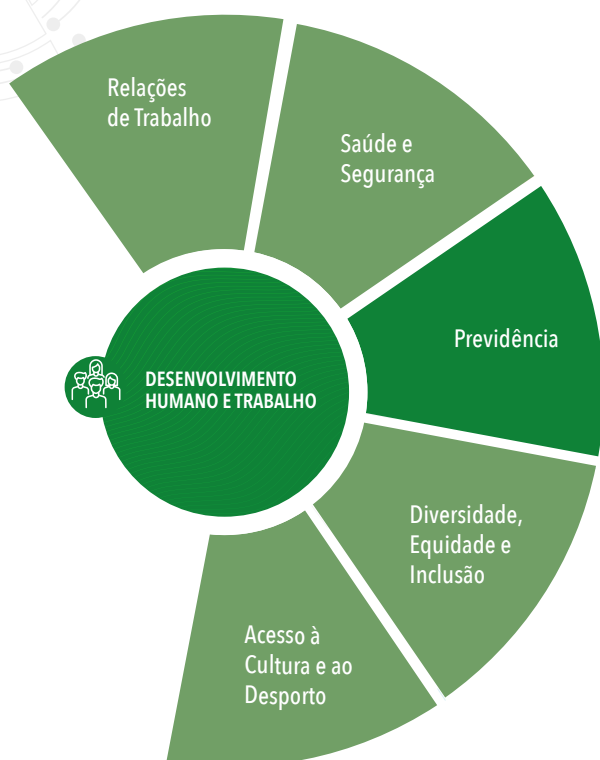 Relações
de Trabalho
Saúde e
Segurança
Previdência
DESENVOLVIMENTO
HUMANO E TRABALHO
Diversidade,
Equidade e
Inclusão
Acesso à
Cultura e ao
Desporto